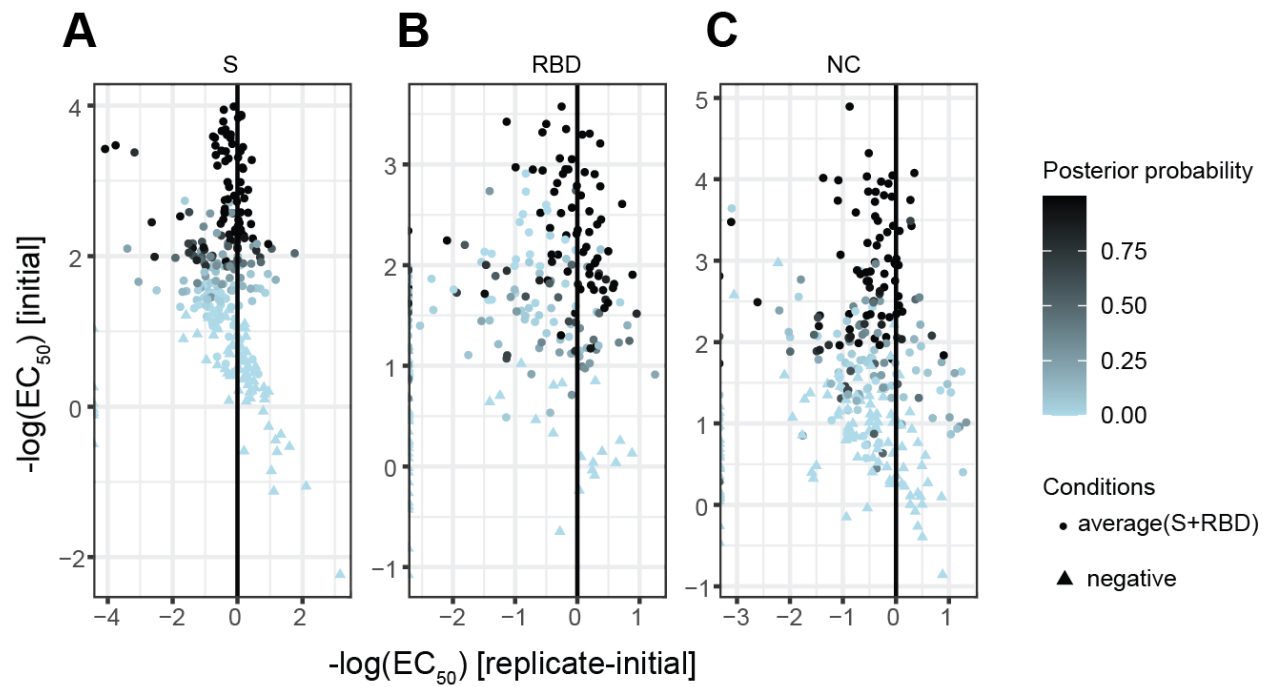 A
B
C
S
RBD
NC
4
2
0
−2
3
2
1
0
−1
5
4
3
2
1
0
−1
−4
−2
0
2
−2
−1
0
1
−3
−2
−1
0
1
-log(EC50) [initial]
-log(EC50) [replicate-initial]
Posterior probability
0.75
0.50
0.25
0.00
Conditions
average(S+RBD)
negative